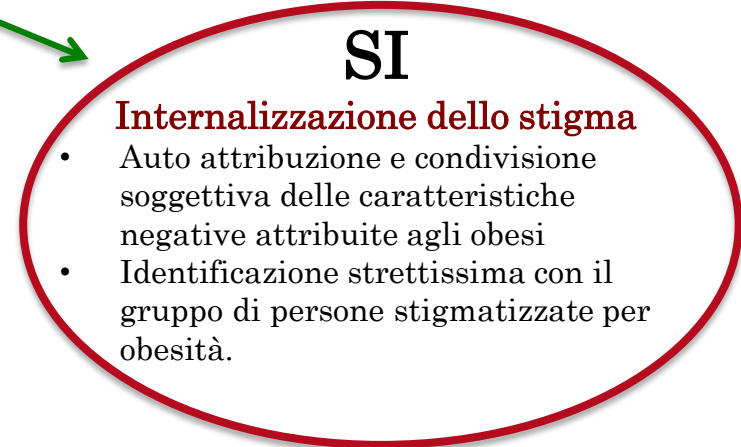 SI
Internalizzazione dello stigma
• Auto attribuzione e condivisione
soggettiva delle caratteristiche
negative attribuite agli obesi
• Identificazione strettissima con il
gruppo di persone stigmatizzate per
obesità.